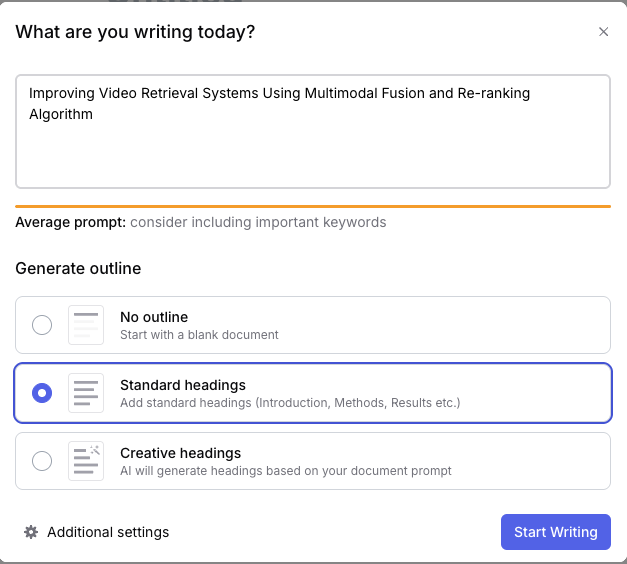 What are you writing today?
Improving Video Retrieval Systems Using Multimodal Fusion and Re-ranking
Algorithm
Average prompt: consider including important keywords
Generate outline
No outline
Start with a blank document
Standard headings
Add standard headings (Introduction, Methods, Results etc.)
Creative headings
AI will generate headings based on your document prompt
Additional settings
Start Writing